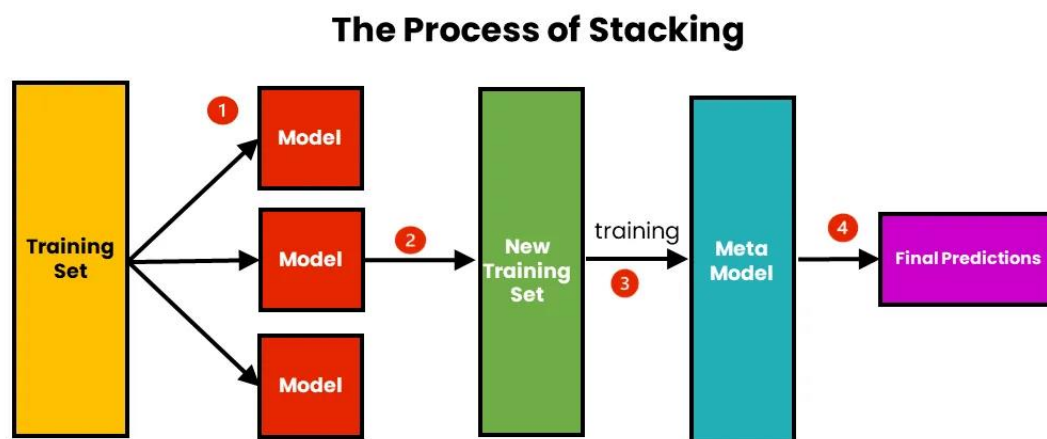 The Process of Stacking
Training
Set
1
Model
Model
Model
2
New
Training
Set
training
3
Meta
Model
4
Final Predictions